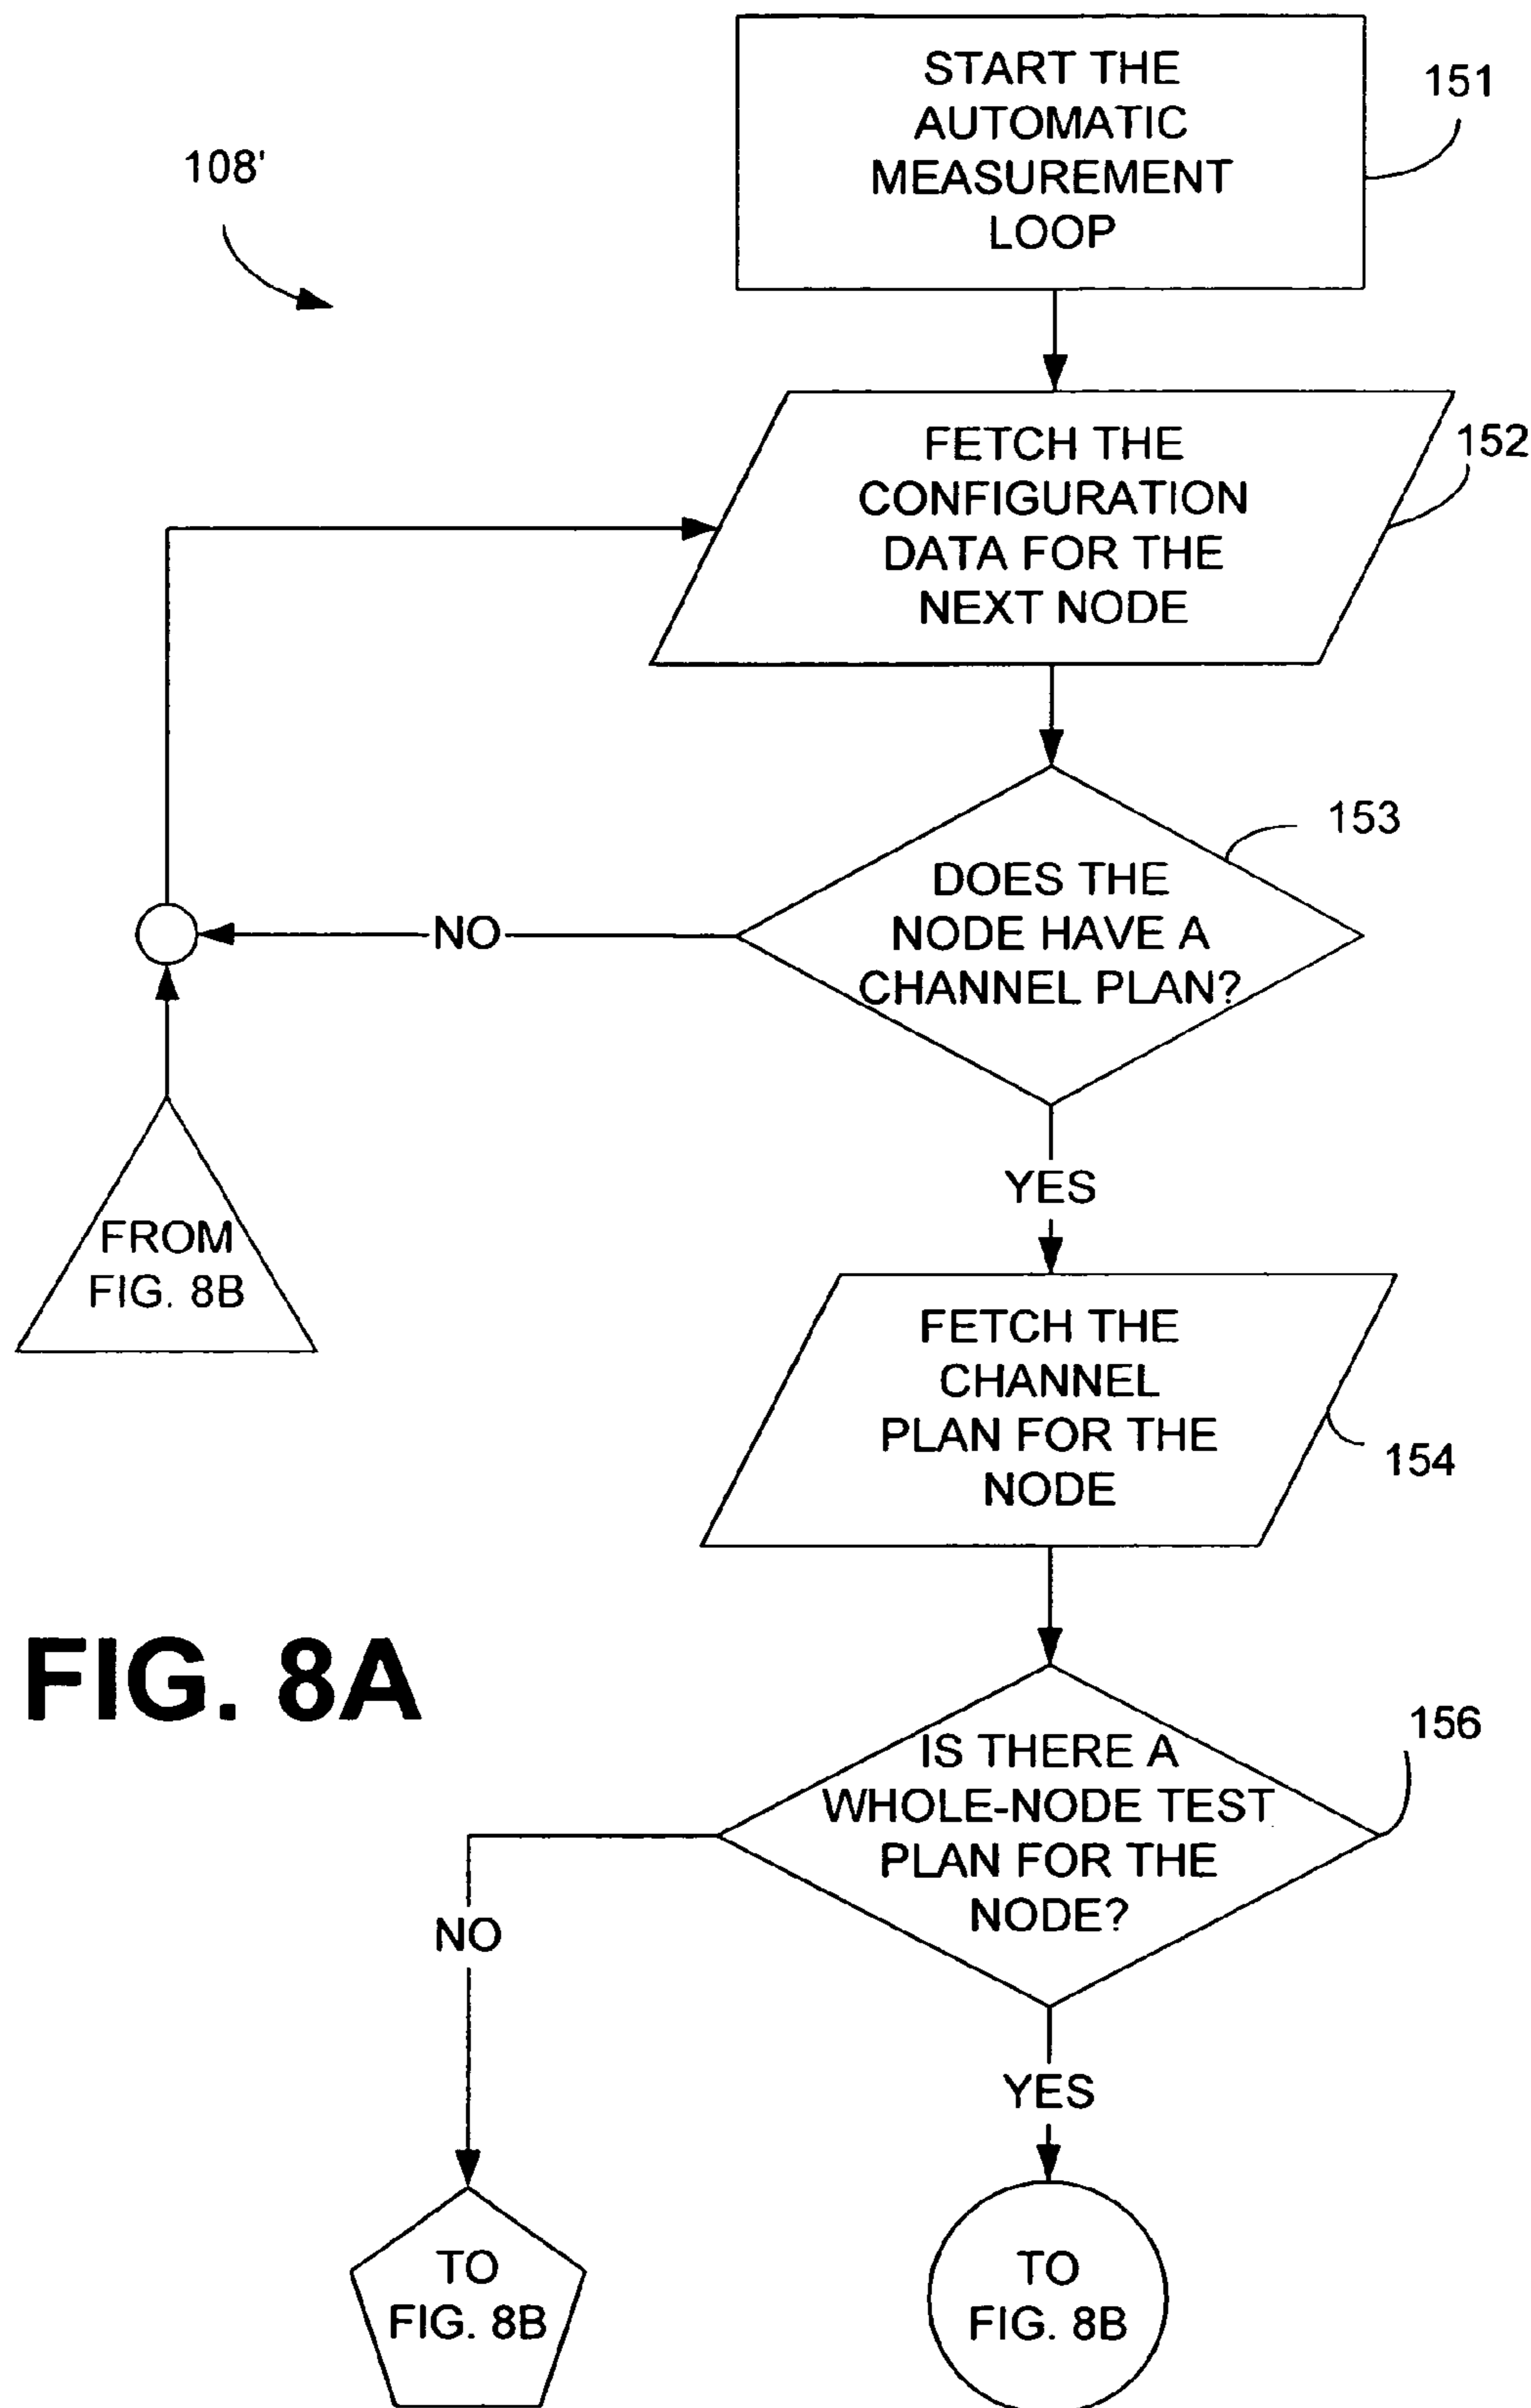 START THE
AUTOMATIC
MEASUREMENT
LOOP
151
108'
FETCH THE
CONFIGURATION
DATA FOR THE
NEXT NODE
152
DOES THE
NODE HAVE A
CHANNEL PLAN?
153
NO
YES
FROM
FIG. 8B
FETCH THE
CHANNEL
PLAN FOR THE
NODE
154
FIG. 8A
IS THERE A
WHOLE-NODE TEST
PLAN FOR THE
NODE?
156
NO
YES
TO
FIG. 8B
TO
FIG. 8B